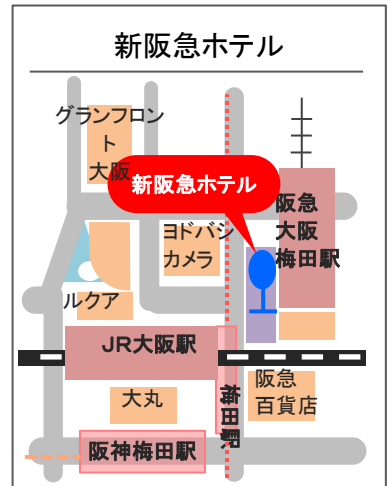 新阪急ホテル
グランフロン
ト
大阪
新阪急ホテル
阪急
大阪
梅田駅
ヨドバシ
カメラ
ルクア
JR大阪駅
梅田駅
大丸
阪急
百貨店
阪神梅田駅